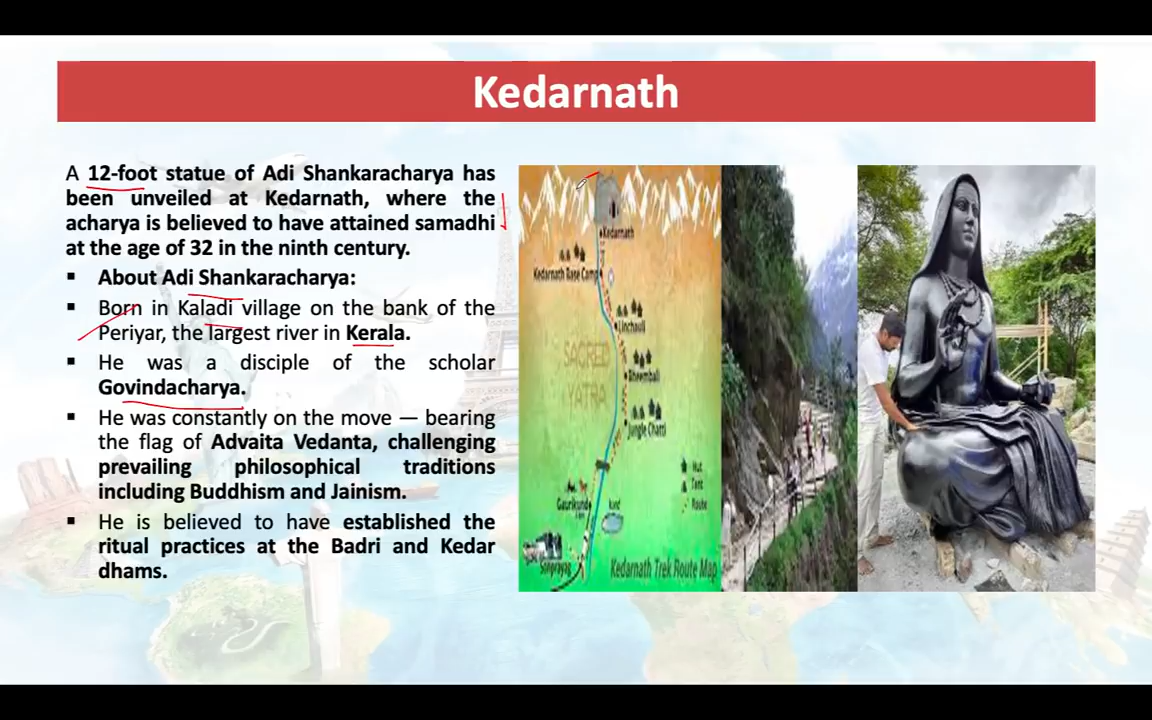 Kedarnath
A 12-foot statue of Adi Shankaracharya has
been unveiled at Kedarnath, where the
acharya is believed to have attained samadhi
at the age of 32 in the ninth century.
▪ About Adi Shankaracharya:
▪ Born in Kaladi village on the bank of the
Periyar, the largest river in Kerala.
▪ He was a disciple of the scholar
Govindacharya.
▪ He was constantly on the move — bearing
the flag of Advaita Vedanta, challenging
prevailing philosophical traditions
including Buddhism and Jainism.
▪ He is believed to have established the
ritual practices at the Badri and Kedar
dhams.
Kedarnath
Kedarnath Base Camp
Linchauli
SACRED
YATRA
Bheembali
Jungle Chatti
Hut
Tent
Route
Gaurikund
Sonprayag
Kedarnath Trek Route Map